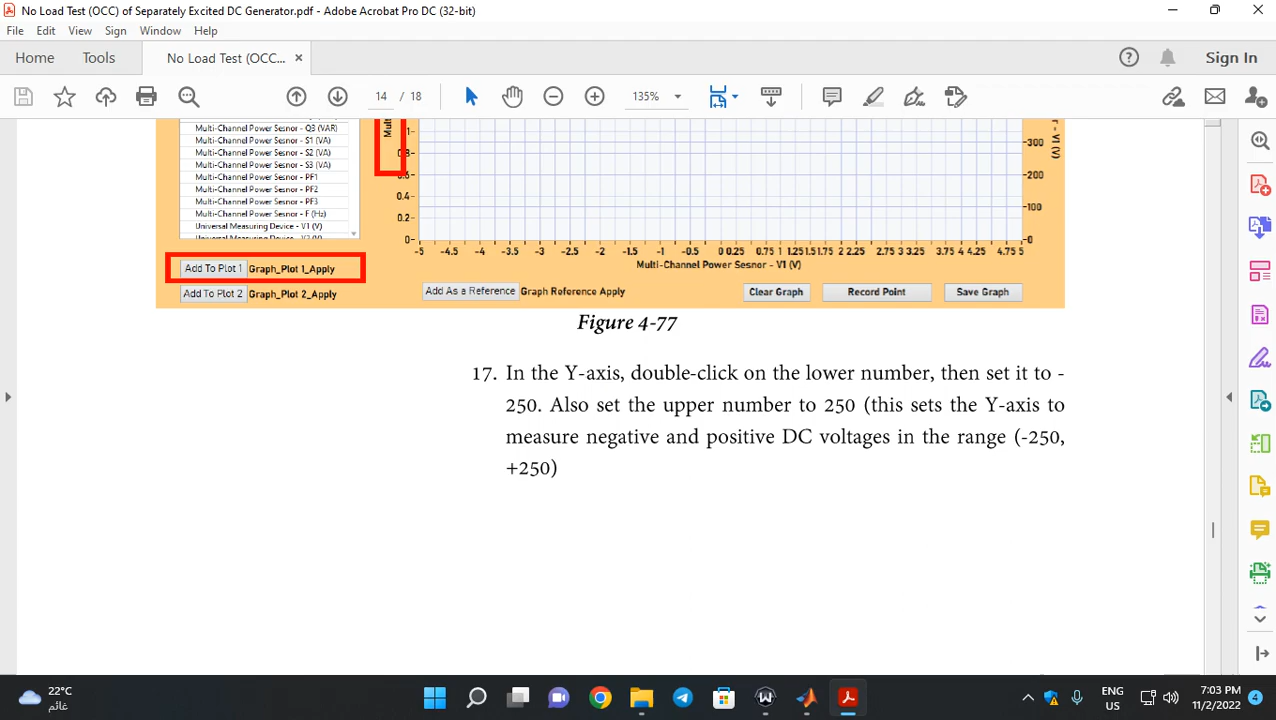 No Load Test (OCC) of Separately Excited DC Generator.pdf - Adobe Acrobat Pro DC (32-bit)
File Edit View Sign Window Help
Home Tools No Load Test (OCC... × Sign In
14 / 18 135%
Multi-Channel Power Sesnor - Q3 (VAR)
Multi-Channel Power Sesnor - S1 (VA)
Multi-Channel Power Sesnor - S2 (VA)
Multi-Channel Power Sesnor - S3 (VA)
Multi-Channel Power Sesnor - PF1
Multi-Channel Power Sesnor - PF2
Multi-Channel Power Sesnor - PF3
Multi-Channel Power Sesnor - F (Hz)
Universal Measuring Device - V1 (V)
Universal Measuring Device - V2 (V)
Mult
1
0.8
0.6
0.4
0.2
0
r - V1 (V)
300
200
100
0
-5 -4 -3.5 -3 -2.5 -2 -1.5 -1 -0.5 0 0.25 0.75 1 1.25 1.5 1.75 2 2.25 2.75 3 3.25 3.75 4 4.25 4.75 5
Multi-Channel Power Sesnor - V1 (V)
Add To Plot 1 Graph_Plot 1_Apply
Add To Plot 2 Graph_Plot 2_Apply
Add As a Reference Graph Reference Apply Clear Graph Record Point Save Graph
Figure 4-77
17. In the Y-axis, double-click on the lower number, then set it to -
250. Also set the upper number to 250 (this sets the Y-axis to
measure negative and positive DC voltages in the range (-250,
+250)
22°C
غائم
ENG
US
7:03 PM
11/2/2022
4